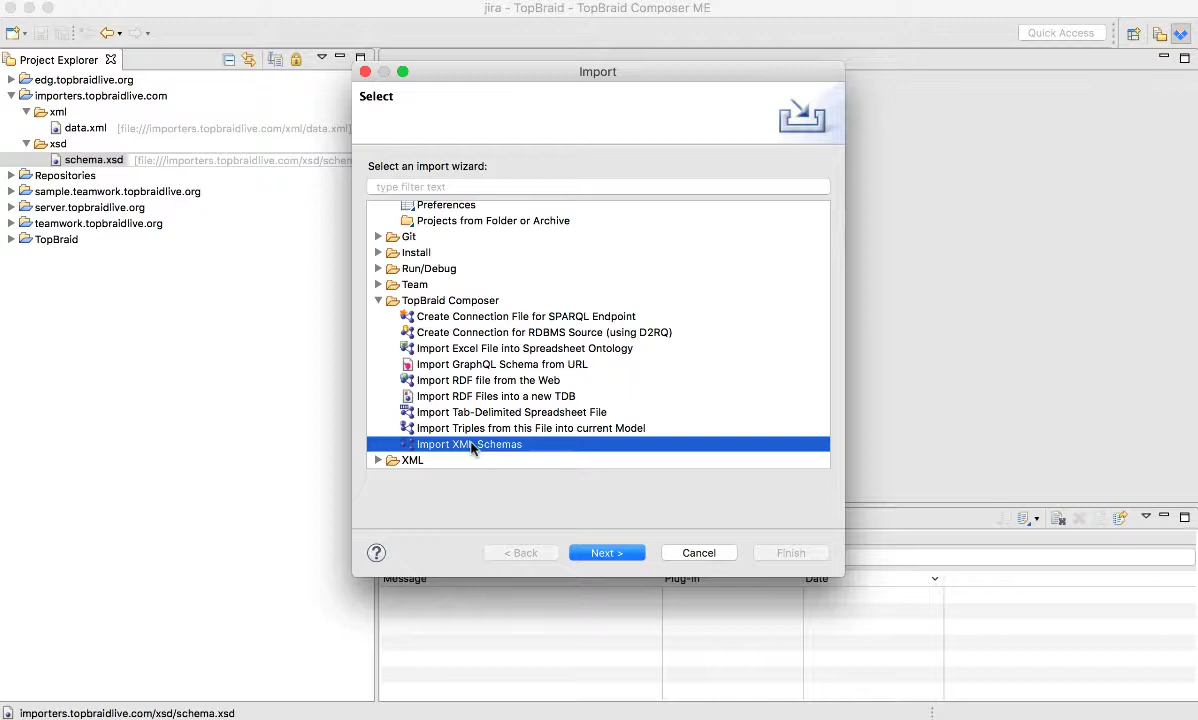 jira - TopBraid - TopBraid Composer ME
Quick Access
Project Explorer
edg.topbraidlive.org
importers.topbraidlive.com
xml
data.xml [file:///importers.topbraidlive.com/xml/data.xml]
xsd
schema.xsd [file:///importers.topbraidlive.com/xsd/schem
Repositories
sample.teamwork.topbraidlive.org
server.topbraidlive.org
teamwork.topbraidlive.org
TopBraid
Import
Select
Select an import wizard:
type filter text
Preferences
Projects from Folder or Archive
Git
Install
Run/Debug
Team
TopBraid Composer
Create Connection File for SPARQL Endpoint
Create Connection for RDBMS Source (using D2RQ)
Import Excel File into Spreadsheet Ontology
Import GraphQL Schema from URL
Import RDF file from the Web
Import RDF Files into a new TDB
Import Tab-Delimited Spreadsheet File
Import Triples from this File into current Model
Import XML Schemas
XML
?
< Back
Next >
Cancel
Finish
Message
Plug-in
Date
importers.topbraidlive.com/xsd/schema.xsd